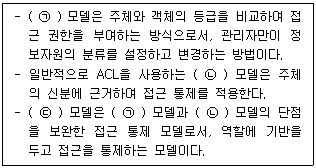 - ( ㉠ ) 모델은 주체와 객체의 등급을 비교하여 접
근 권한을 부여하는 방식으로서, 관리자만이 정
보자원의 분류를 설정하고 변경하는 방법이다.
- 일반적으로 ACL을 사용하는 ( ㉡ ) 모델은 주체
의 신분에 근거하여 접근 통제를 적용한다.
- ( ㉢ ) 모델은 ( ㉠ ) 모델과 ( ㉡ ) 모델의 단점
을 보완한 접근 통제 모델로서, 역할에 기반을
두고 접근을 통제하는 모델이다.